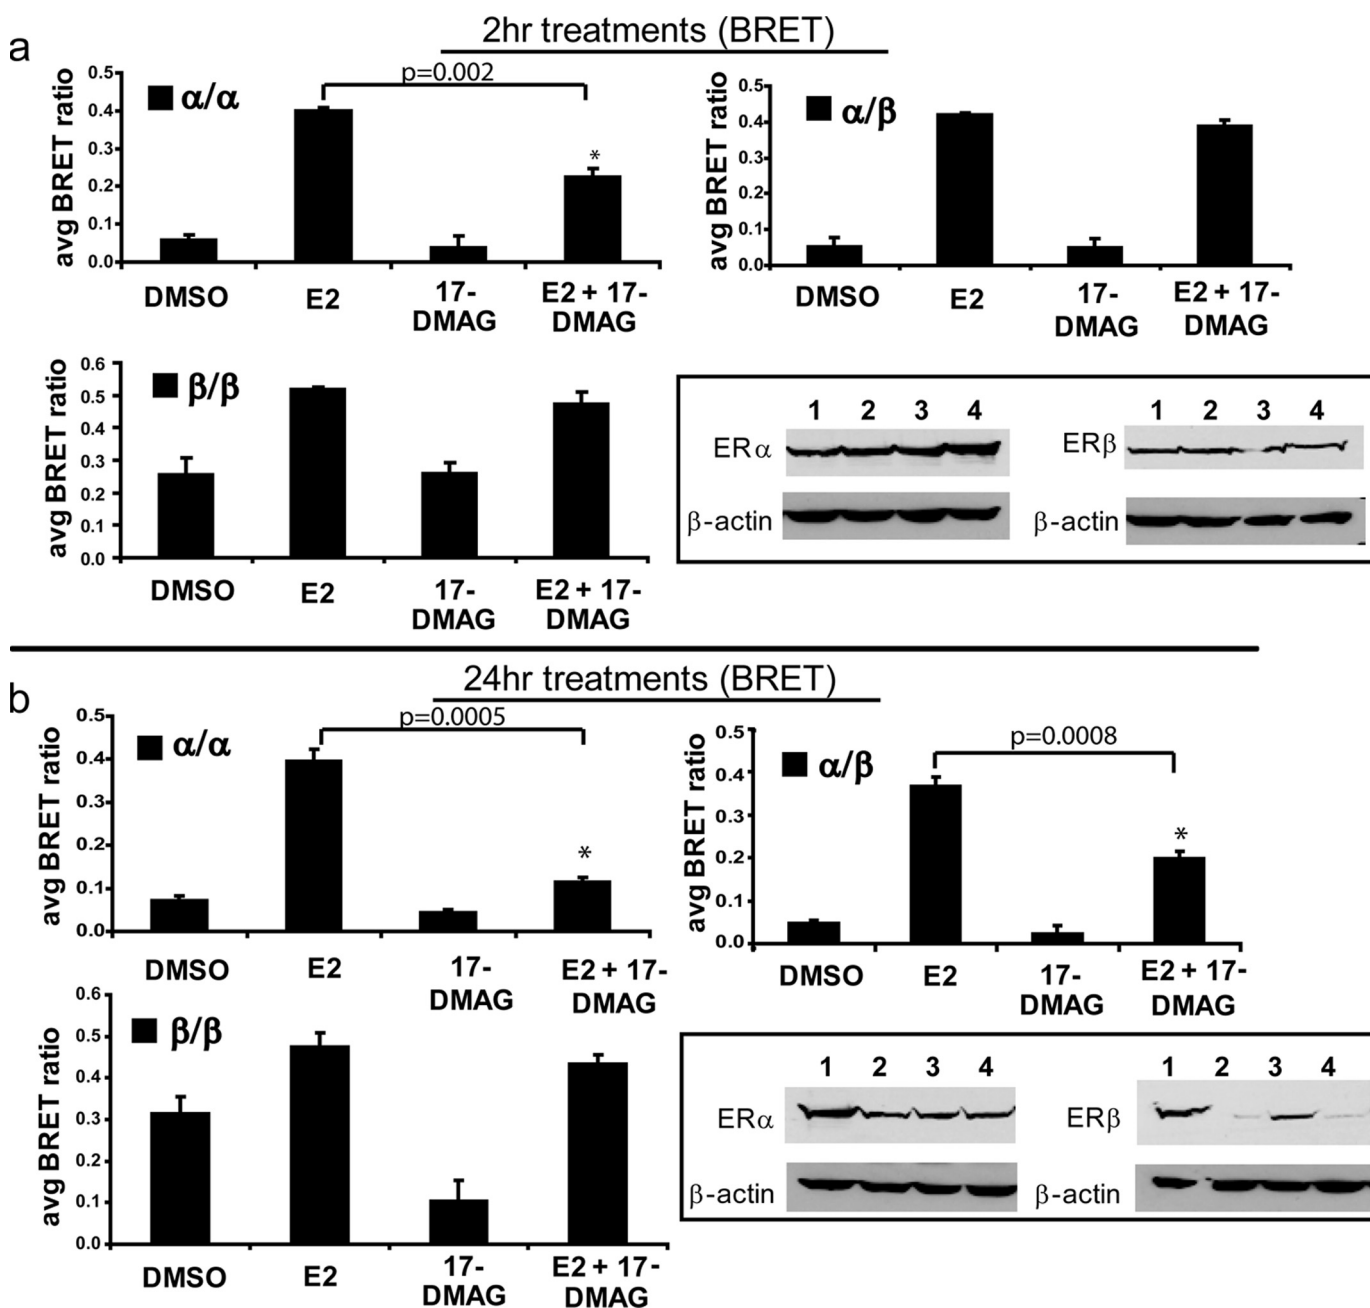 a
2hr treatments (BRET)
avg BRET ratio
0.5
0.4
0.3
0.2
0.1
0.0
α/α
p=0.002
*
DMSO
E2
17-
DMAG
E2 + 17-
DMAG
avg BRET ratio
0.5
0.4
0.3
0.2
0.1
0.0
α/β
DMSO
E2
17-
DMAG
E2 + 17-
DMAG
avg BRET ratio
0.6
0.5
0.4
0.3
0.2
0.1
0.0
β/β
DMSO
E2
17-
DMAG
E2 + 17-
DMAG
1 2 3 4
ERα
β-actin
1 2 3 4
ERβ
β-actin
b
24hr treatments (BRET)
avg BRET ratio
0.5
0.4
0.3
0.2
0.1
0.0
α/α
p=0.0005
*
DMSO
E2
17-
DMAG
E2 + 17-
DMAG
avg BRET ratio
0.5
0.4
0.3
0.2
0.1
0.0
α/β
p=0.0008
*
DMSO
E2
17-
DMAG
E2 + 17-
DMAG
avg BRET ratio
0.6
0.5
0.4
0.3
0.2
0.1
0.0
β/β
DMSO
E2
17-
DMAG
E2 + 17-
DMAG
1 2 3 4
ERα
β-actin
1 2 3 4
ERβ
β-actin